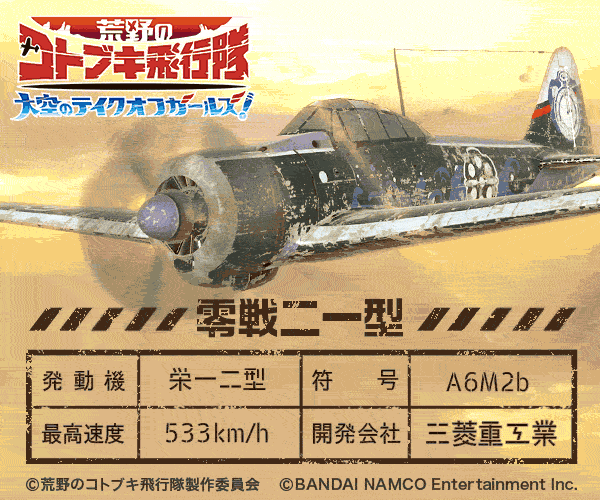 荒野の
コトブキ飛行隊
大空のテイクオフガールズ!
零戦二一型
発動機 栄一二型 符号 A6M2b
最高速度 533km/h 開発会社 三菱重工業
©荒野のコトブキ飛行隊製作委員会 ©BANDAI NAMCO Entertainment Inc.